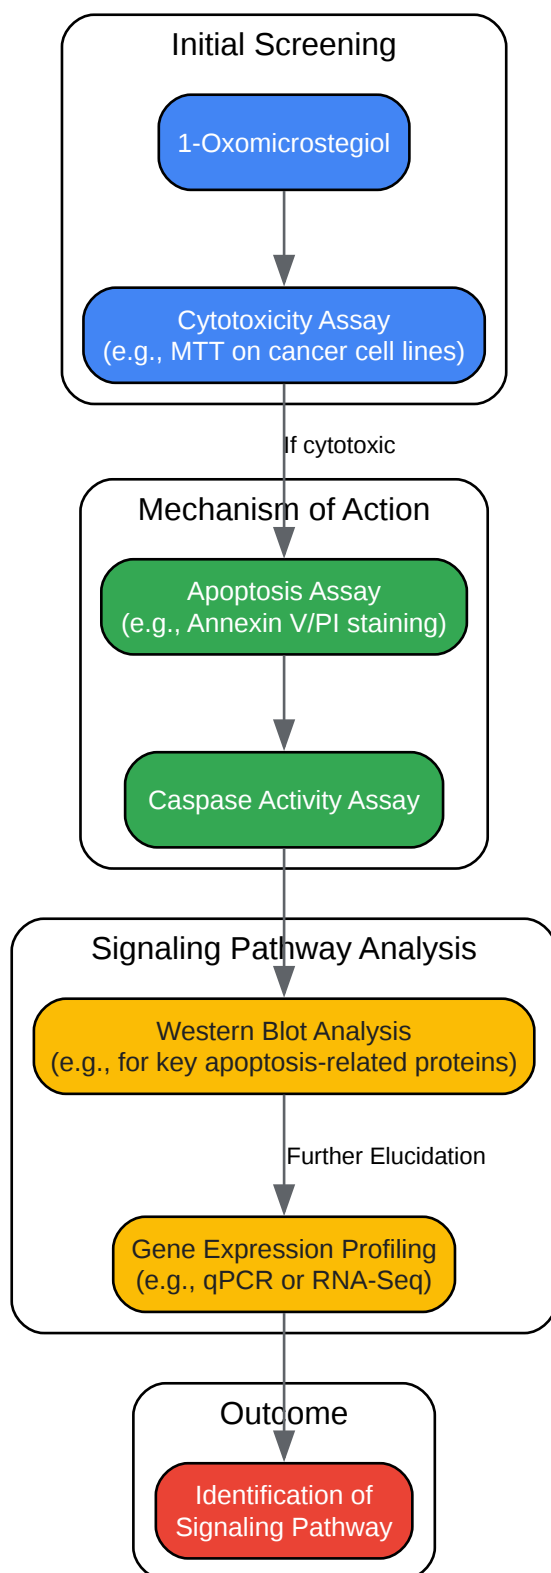 Initial Screening
1-Oxomicrostegiol
Cytotoxicity Assay
(e.g., MTT on cancer cell lines)
If cytotoxic
Mechanism of Action
Apoptosis Assay
(e.g., Annexin V/PI staining)
Caspase Activity Assay
Signaling Pathway Analysis
Western Blot Analysis
(e.g., for key apoptosis-related proteins)
Further Elucidation
Gene Expression Profiling
(e.g., qPCR or RNA-Seq)
Outcome
Identification of
Signaling Pathway